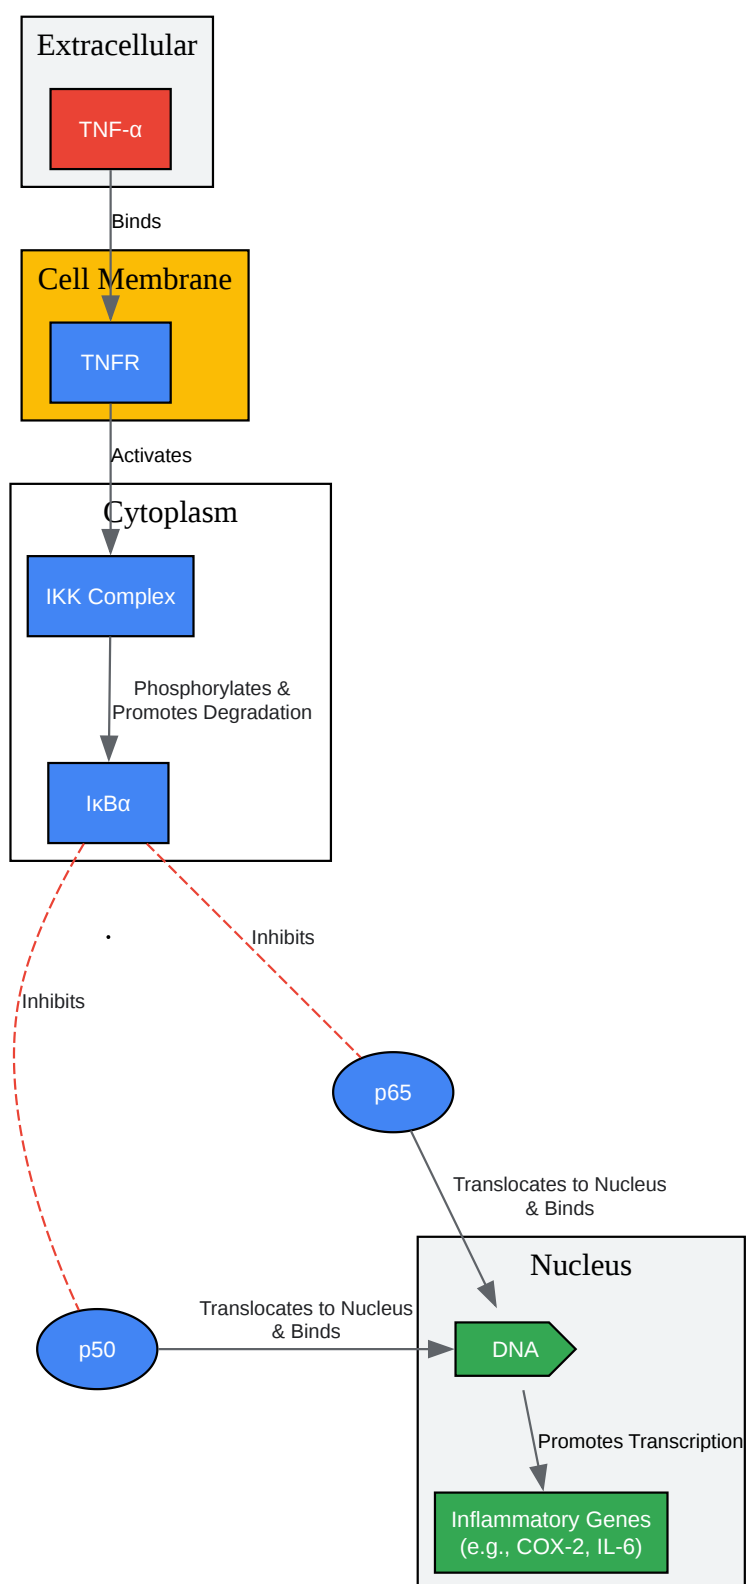 Extracellular
TNF-α
Binds
Cell Membrane
TNFR
Activates
Cytoplasm
IKK Complex
Phosphorylates &
Promotes Degradation
IκBα
Inhibits
Inhibits
p65
Translocates to Nucleus
& Binds
Nucleus
Translocates to Nucleus
& Binds
p50
DNA
Promotes Transcription
Inflammatory Genes
(e.g., COX-2, IL-6)